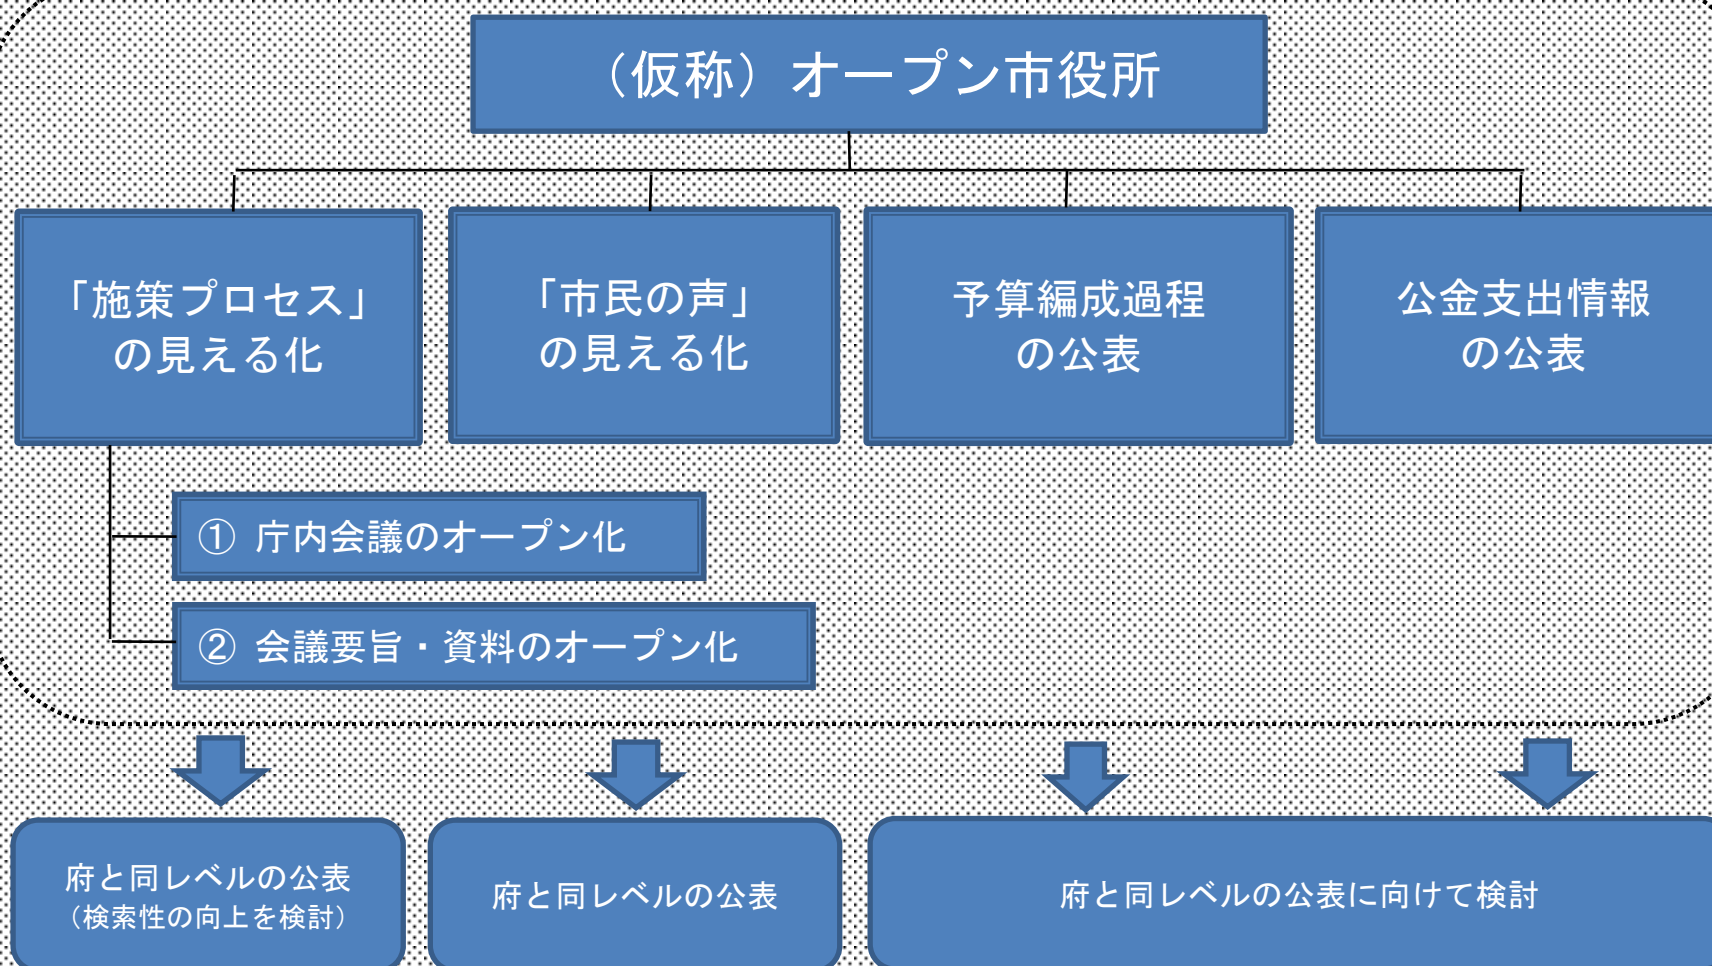 （仮称）オープン市役所
「施策プロセス」
の見える化
「市民の声」
の見える化
予算編成過程
の公表
公金支出情報
の公表
① 庁内会議のオープン化
② 会議要旨・資料のオープン化
府と同レベルの公表
（検索性の向上を検討）
府と同レベルの公表
府と同レベルの公表に向けて検討